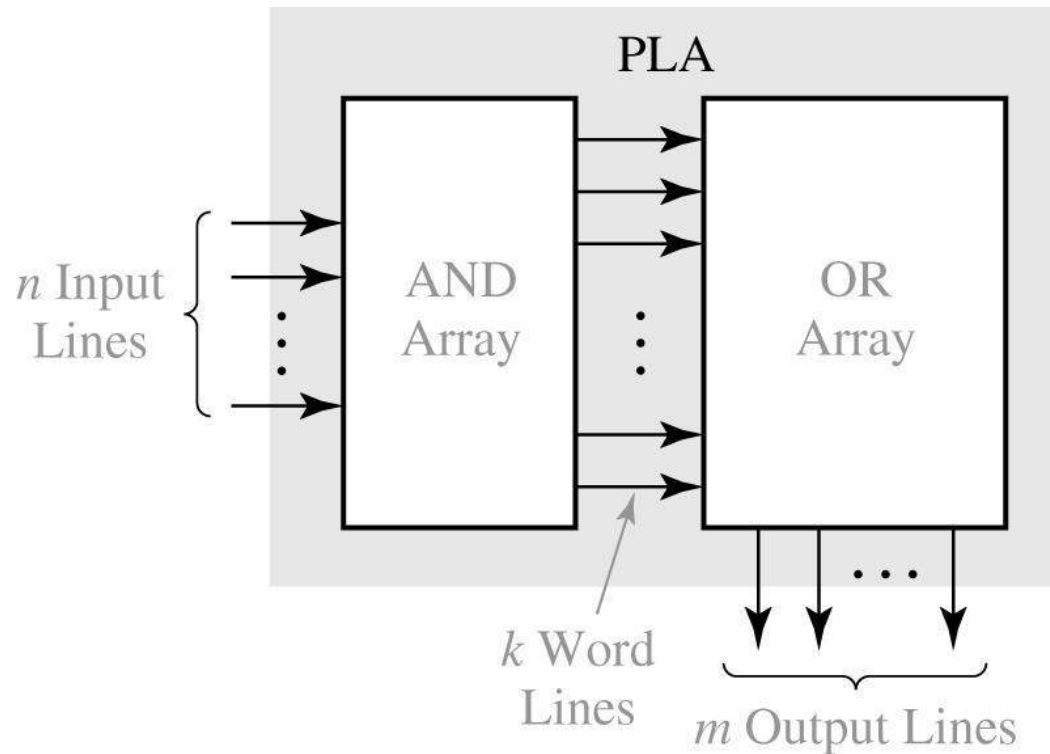 PLA
n Input
Lines
AND
Array
OR
Array
k Word
Lines
m Output Lines